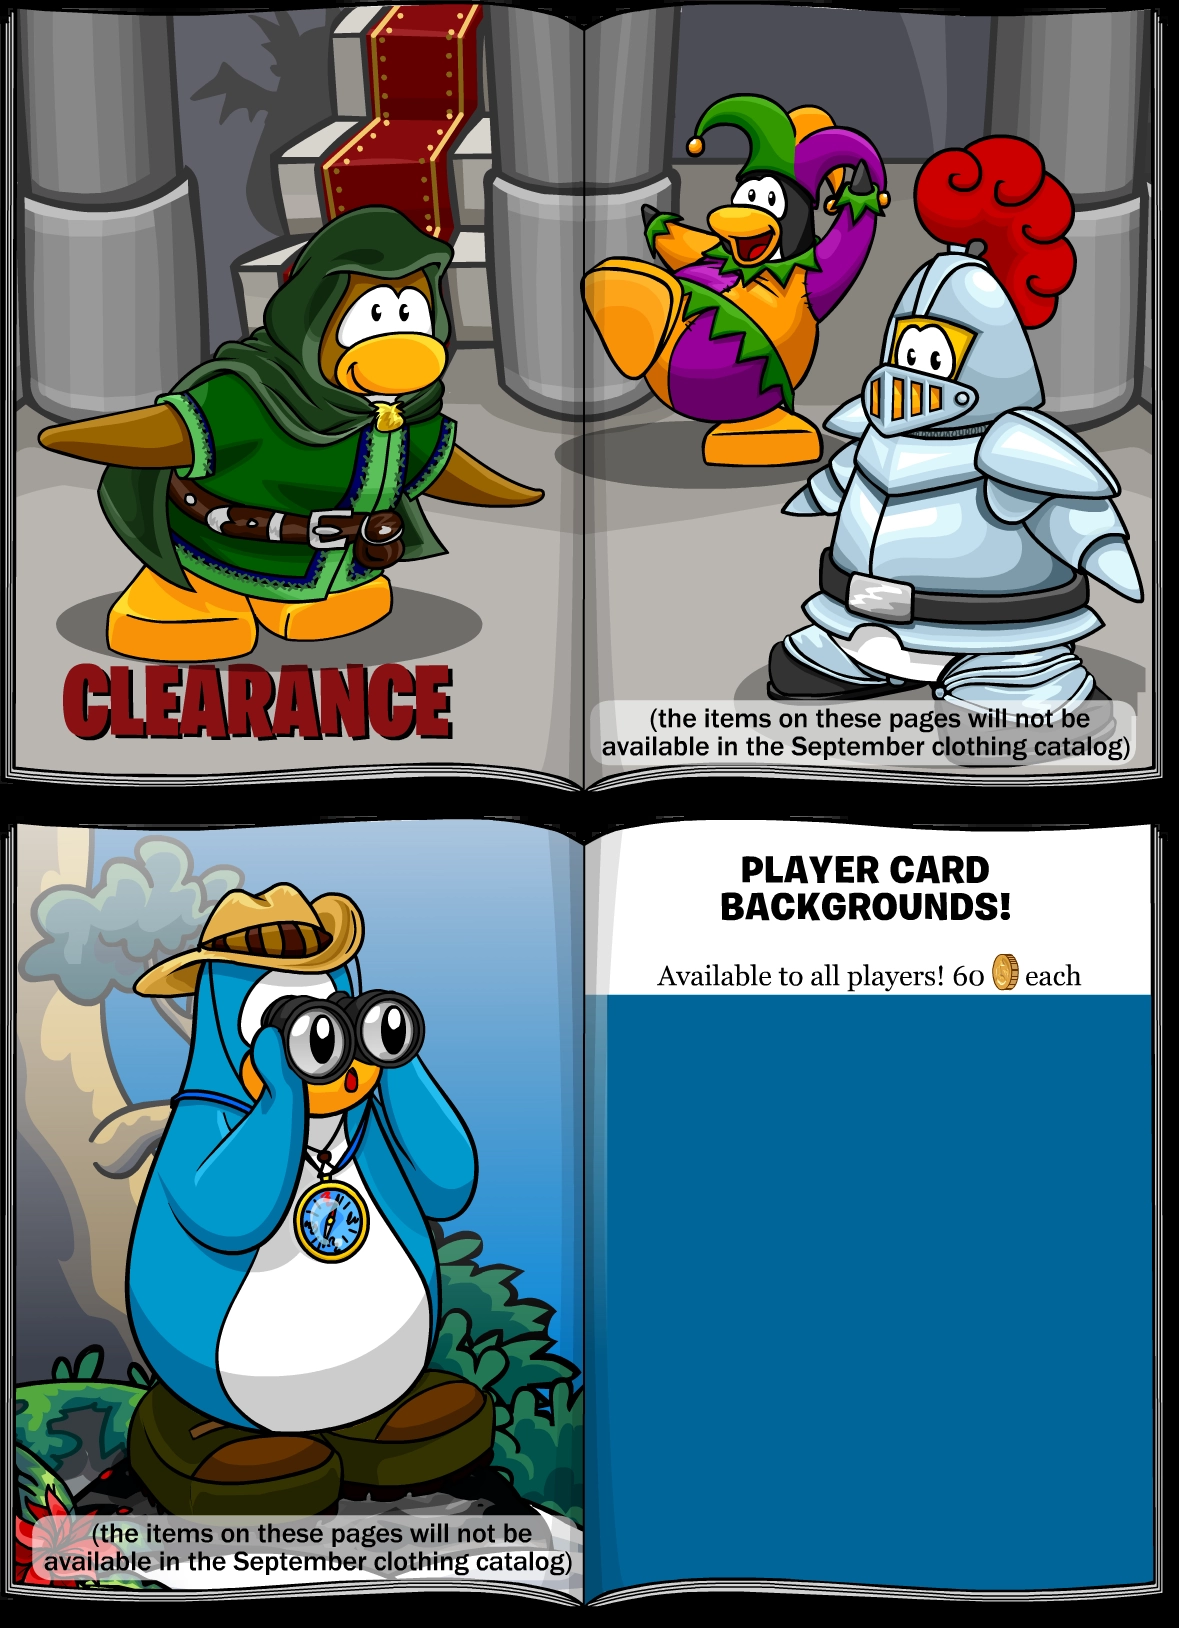 CLEARANCE
(the items on these pages will not be
available in the September clothing catalog)
PLAYER CARD
BACKGROUNDS!
Available to all players! 60 each
(the items on these pages will not be
available in the September clothing catalog)